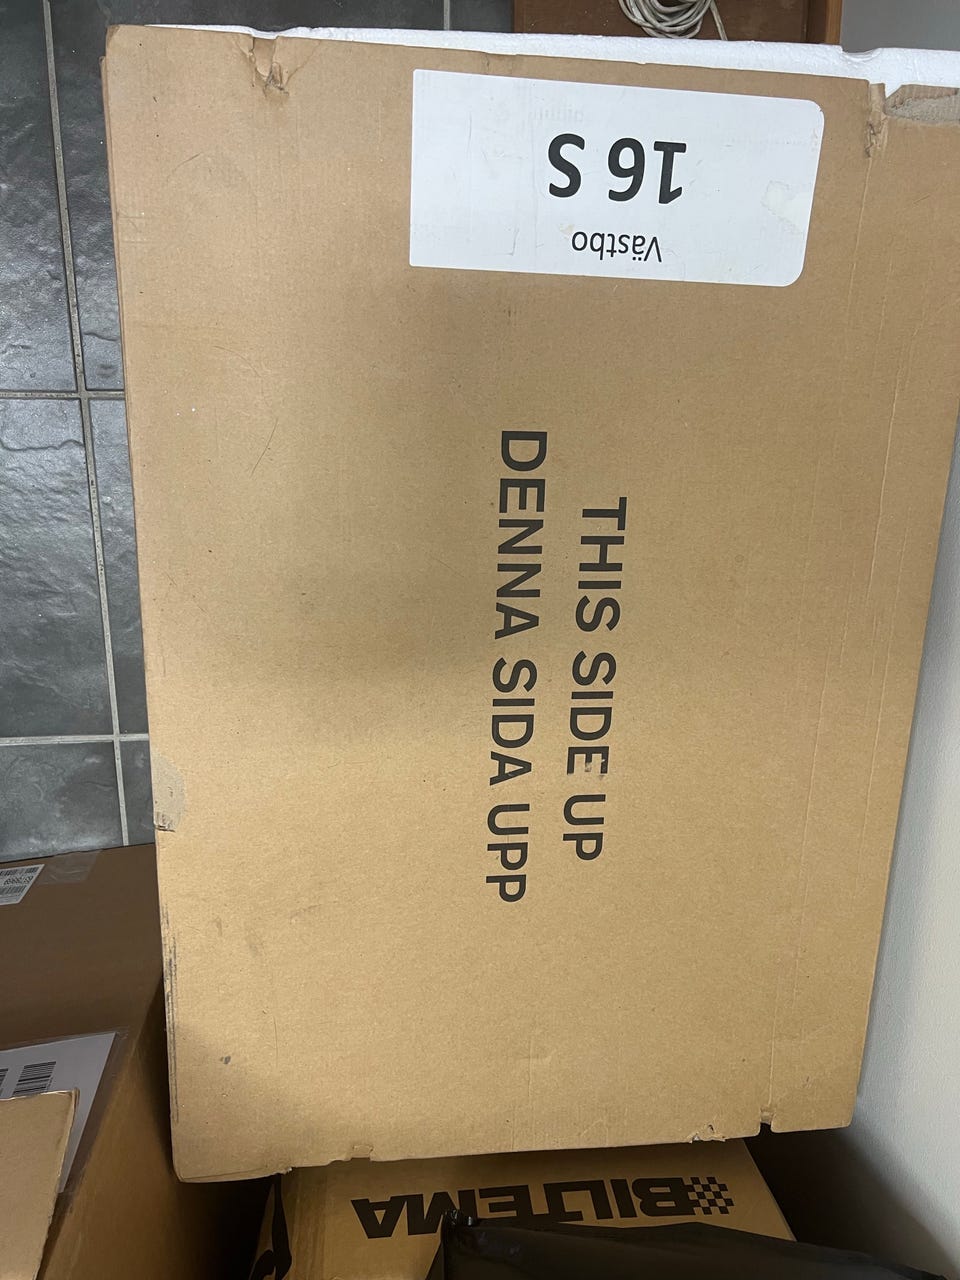 Västbo
16 S
THIS SIDE UP
DENNA SIDA UPP
BILTEMA